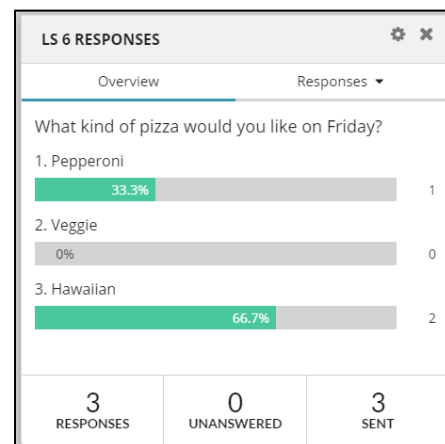 LS 6 RESPONSES
Overview Responses
What kind of pizza would you like on Friday?
1. Pepperoni
33.3% 1
2. Veggie
0% 0
3. Hawaiian
66.7% 2
3 0 3
RESPONSES UNANSWERED SENT